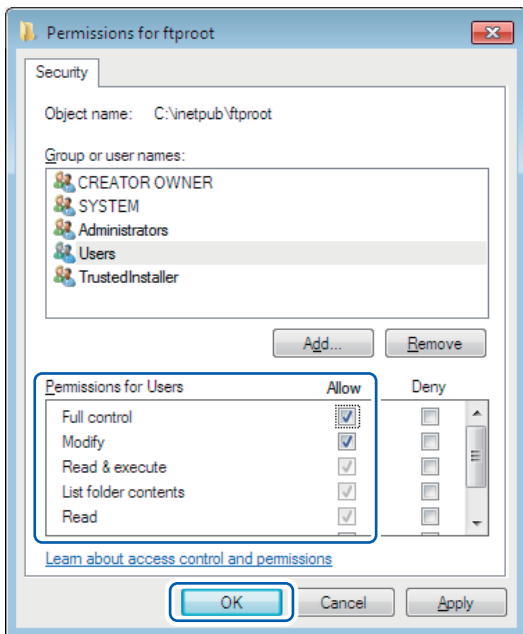 Permissions for ftproot
Security
Object name: C:\inetpub\ftproot
Group or user names:
CREATOR OWNER
SYSTEM
Administrators
Users
TrustedInstaller
Add... Remove
Permissions for Users Allow Deny
Full control
Modify
Read & execute
List folder contents
Read
Learn about access control and permissions
OK Cancel Apply